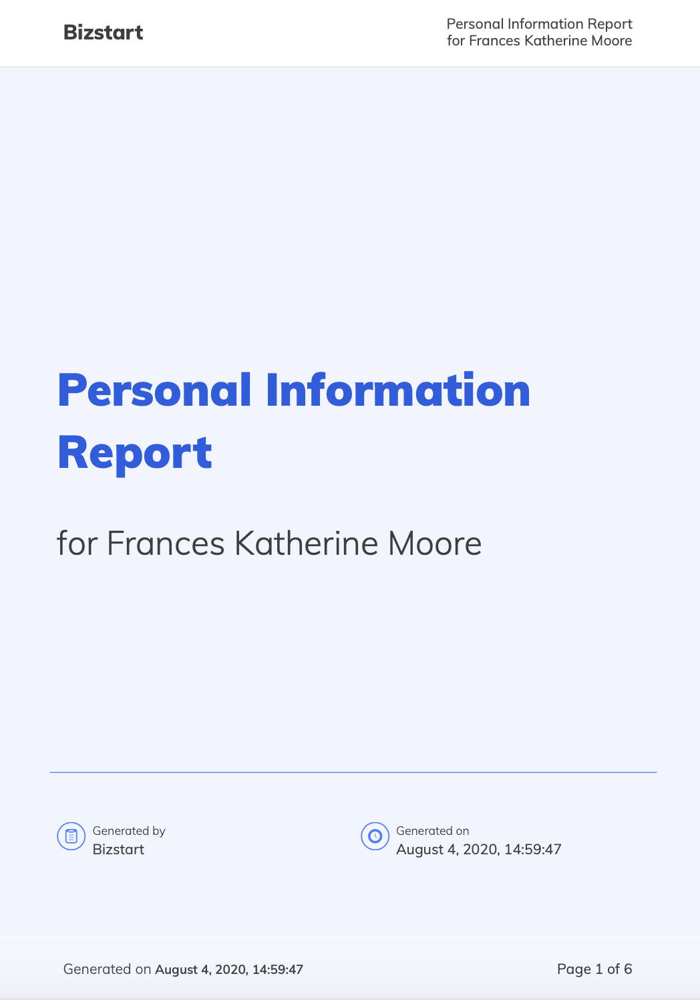 Bizstart
Personal Information Report
for Frances Katherine Moore
Personal Information
Report
for Frances Katherine Moore
Generated by
Bizstart
Generated on
August 4, 2020, 14:59:47
Generated on August 4, 2020, 14:59:47
Page 1 of 6